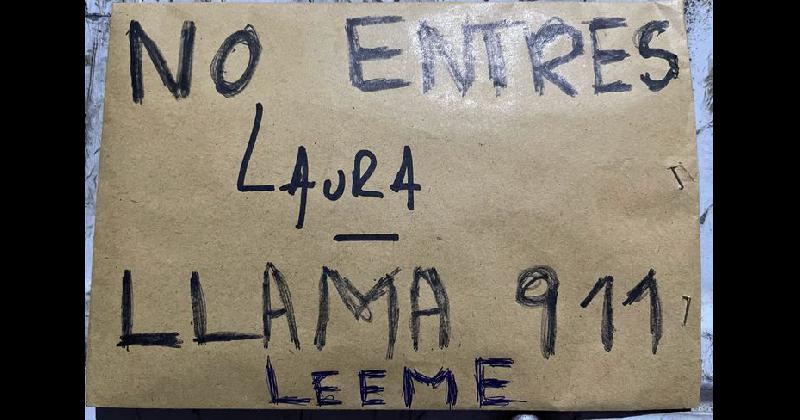 NO ENTRES
LAURA
LLAMA 911
LEEME